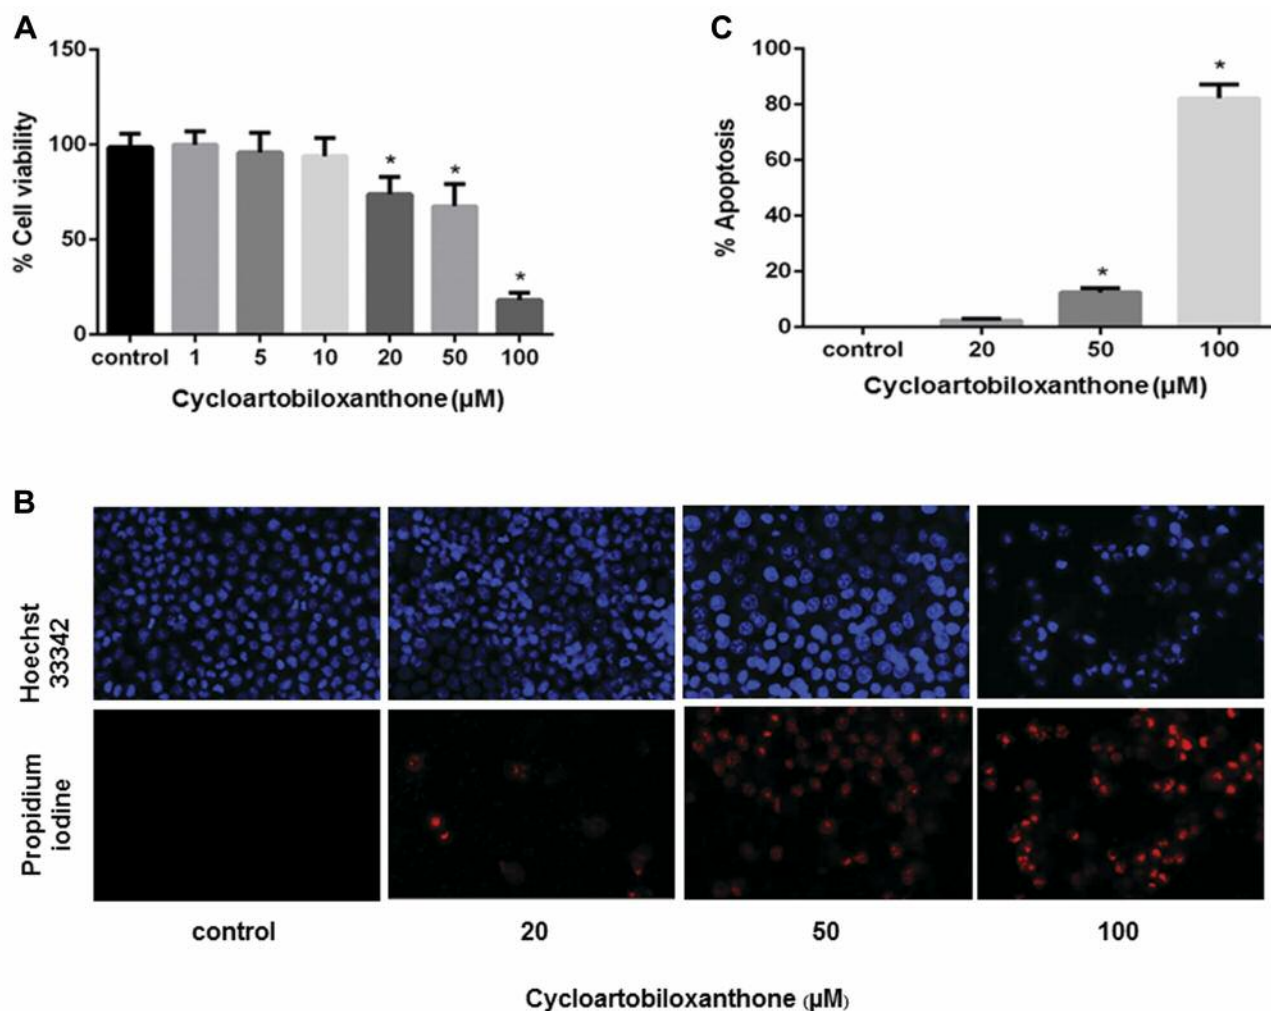 A
150
100
50
0
% Cell viability
*
*
*
control 1 5 10 20 50 100
Cycloartobiloxanthone (µM)
C
100
80
60
40
20
0
% Apoptosis
*
*
control 20 50 100
Cycloartobiloxanthone (µM)
B
Hoechst
33342
Propidium
iodine
control 20 50 100
Cycloartobiloxanthone (µM)